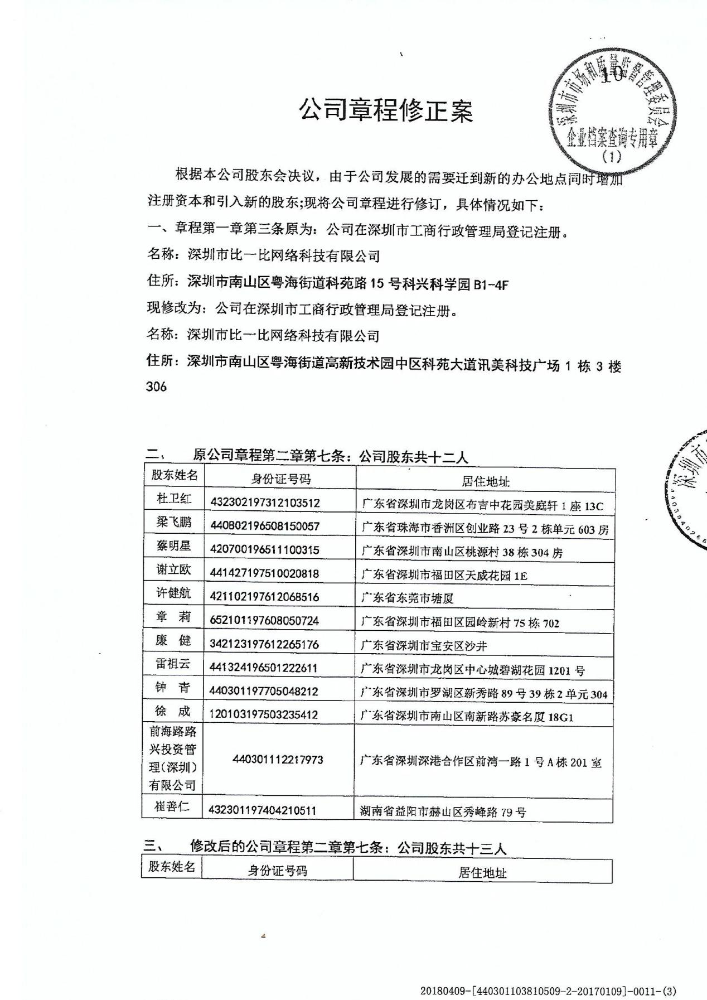 深圳市市场和质量监督管理委员会
10
企业档案查询专用章
(1)
公司章程修正案
根据本公司股东会决议，由于公司发展的需要迁到新的办公地点同时增加
注册资本和引入新的股东;现将公司章程进行修订，具体情况如下：
一、章程第一章第三条原为：公司在深圳市工商行政管理局登记注册。
名称：深圳市比一比网络科技有限公司
住所：深圳市南山区粤海街道科苑路 15 号科兴科学园 B1-4F
现修改为：公司在深圳市工商行政管理局登记注册。
名称：深圳市比一比网络科技有限公司
住所：深圳市南山区粤海街道高新技术园中区科苑大道讯美科技广场 1 栋 3 楼
306
二、 原公司章程第二章第七条：公司股东共十二人
股东姓名 身份证号码 居住地址
杜卫红 432302197312103512 广东省深圳市龙岗区布吉中花园美庭轩 1 座 13C
梁飞鹏 440802196508150057 广东省珠海市香洲区创业路 23 号 2 栋单元 603 房
蔡明星 420700196511100315 广东省深圳市南山区桃源村 38 栋 304 房
谢立欧 441427197510020818 广东省深圳市福田区天威花园 1E
许健航 421102197612068516 广东省东莞市塘厦
章 莉 652101197608050724 广东省深圳市福田区园岭新村 75 栋 702
廉 健 342123197612265176 广东省深圳市宝安区沙井
雷祖云 441324196501222611 广东省深圳市龙岗区中心城碧湖花园 1201 号
钟 青 440301197705048212 广东省深圳市罗湖区新秀路 89 号 39 栋 2 单元 304
徐 成 120103197503235412 广东省深圳市南山区南新路苏豪名厦 18G1
前海路路
兴投资管
理(深圳)
有限公司 440301112217973 广东省深圳深港合作区前湾一路 1 号 A 栋 201 室
崔善仁 432301197404210511 湖南省益阳市赫山区秀峰路 79 号
三、 修改后的公司章程第二章第七条：公司股东共十三人
股东姓名 身份证号码 居住地址
深圳市
20180409-[440301103810509-2-20170109]-0011-(3)